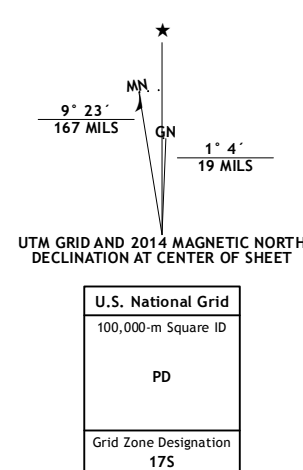 ★
MN
9° 23´
167 MILS
GN
1° 4´
19 MILS
UTM GRID AND 2014 MAGNETIC NORTH
DECLINATION AT CENTER OF SHEET
U.S. National Grid
100,000-m Square ID
PD
Grid Zone Designation
17S